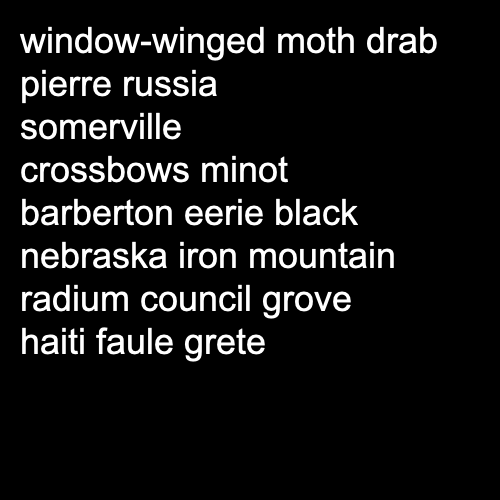 window-winged moth drab
pierre russia
somerville
crossbows minot
barberton eerie black
nebraska iron mountain
radium council grove
haiti faule grete